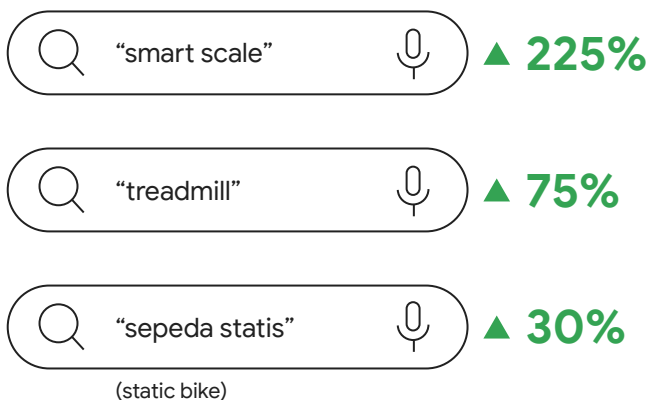 “smart scale” ▲ 225%
“treadmill” ▲ 75%
“sepeda statis” ▲ 30%
(static bike)